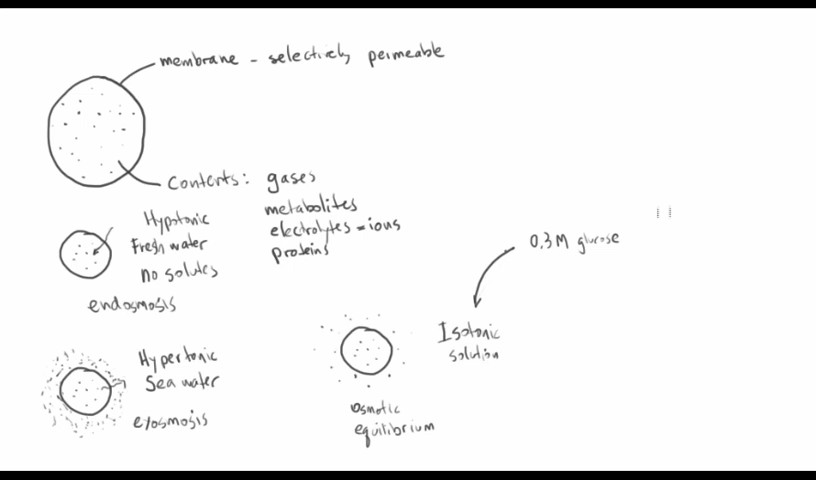 membrane - selectively permeable
Contents: gases
metabolites
electrolytes = ions
proteins
Hypotonic
Fresh water
no solutes
endosmosis
Hypertonic
Sea water
exosmosis
0.3M glucose
Isotonic
solution
osmotic
equilibrium